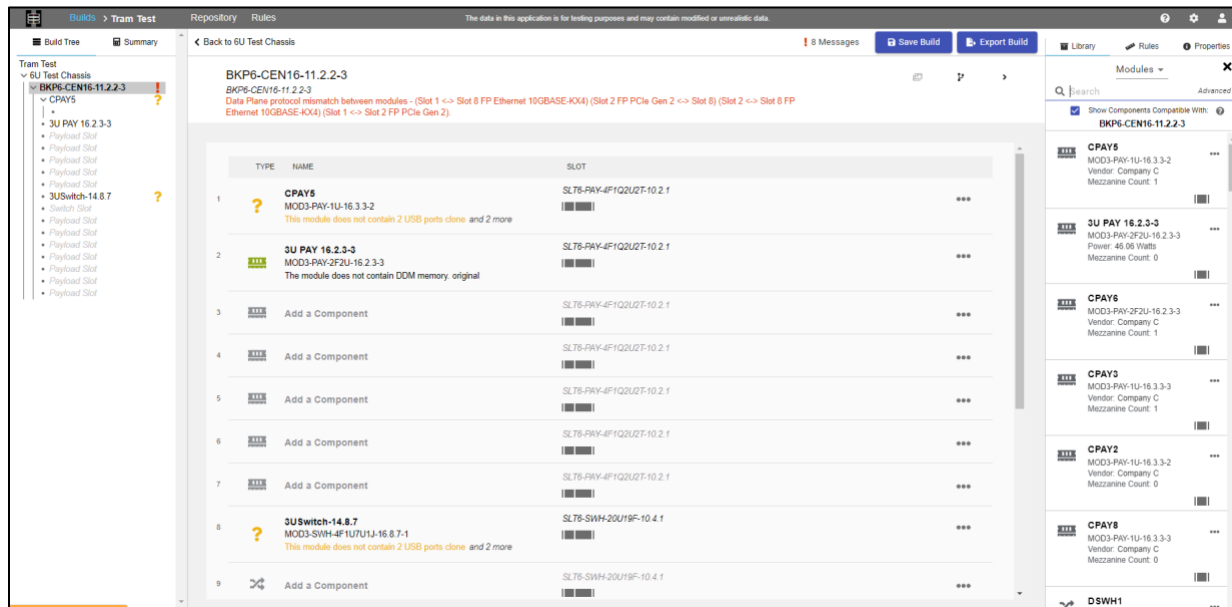 Builds > Tram Test
Repository
Rules
The data in this application is for testing purposes and may contain modified or unrealistic data.
Build Tree
Summary
Tram Test
6U Test Chassis
BKP6-CEN16-11.2.2-3
CPAY5
3U PAY 16.2.3-3
Payload Slot
Payload Slot
Payload Slot
Payload Slot
Payload Slot
3USwitch-14.8.7
Switch Slot
Payload Slot
Payload Slot
Payload Slot
Payload Slot
Payload Slot
Payload Slot
Payload Slot
Back to 6U Test Chassis
8 Messages
Save Build
Export Build
BKP6-CEN16-11.2.2-3
BKP6-CEN16-11.2.2-3
Data Plane protocol mismatch between modules - (Slot 1 <-> Slot 8 FP Ethernet 10GBASE-KX4) (Slot 2 FP PCIe Gen 2 <-> Slot 8) (Slot 2 <-> Slot 8 FP
Ethernet 10GBASE-KX4) (Slot 1 <-> Slot 2 FP PCIe Gen 2).
TYPE NAME SLOT
1
CPAY5
MOD3-PAY-1U-16.3.3-2
This module does not contain 2 USB ports clone and 2 more
SLT6-PAY-4F1Q2U2T-10.2.1
2
3U PAY 16.2.3-3
MOD3-PAY-2F2U-16.2.3-3
The module does not contain DDM memory. original
SLT6-PAY-4F1Q2U2T-10.2.1
3
Add a Component
SLT6-PAY-4F1Q2U2T-10.2.1
4
Add a Component
SLT6-PAY-4F1Q2U2T-10.2.1
5
Add a Component
SLT6-PAY-4F1Q2U2T-10.2.1
6
Add a Component
SLT6-PAY-4F1Q2U2T-10.2.1
7
Add a Component
SLT6-PAY-4F1Q2U2T-10.2.1
8
3USwitch-14.8.7
MOD3-SWH-4F1U7U1J-16.8.7-1
This module does not contain 2 USB ports clone and 2 more
SLT6-SWH-20U19F-10.4.1
9
Add a Component
SLT6-SWH-20U19F-10.4.1
Library
Rules
Properties
Modules
Search
Advanced
Show Components Compatible With:
BKP6-CEN16-11.2.2-3
CPAY5
MOD3-PAY-1U-16.3.3-2
Vendor: Company C
Mezzanine Count: 1
3U PAY 16.2.3-3
MOD3-PAY-2F2U-16.2.3-3
Power: 46.06 Watts
Mezzanine Count: 0
CPAY6
MOD3-PAY-2F2U-16.2.3-3
Vendor: Company C
Mezzanine Count: 1
CPAY3
MOD3-PAY-1U-16.3.3-3
Vendor: Company C
Mezzanine Count: 1
CPAY2
MOD3-PAY-1U-16.3.3-2
Vendor: Company C
Mezzanine Count: 0
CPAY8
MOD3-PAY-1U-16.3.3-3
Vendor: Company C
Mezzanine Count: 0
DSWH1